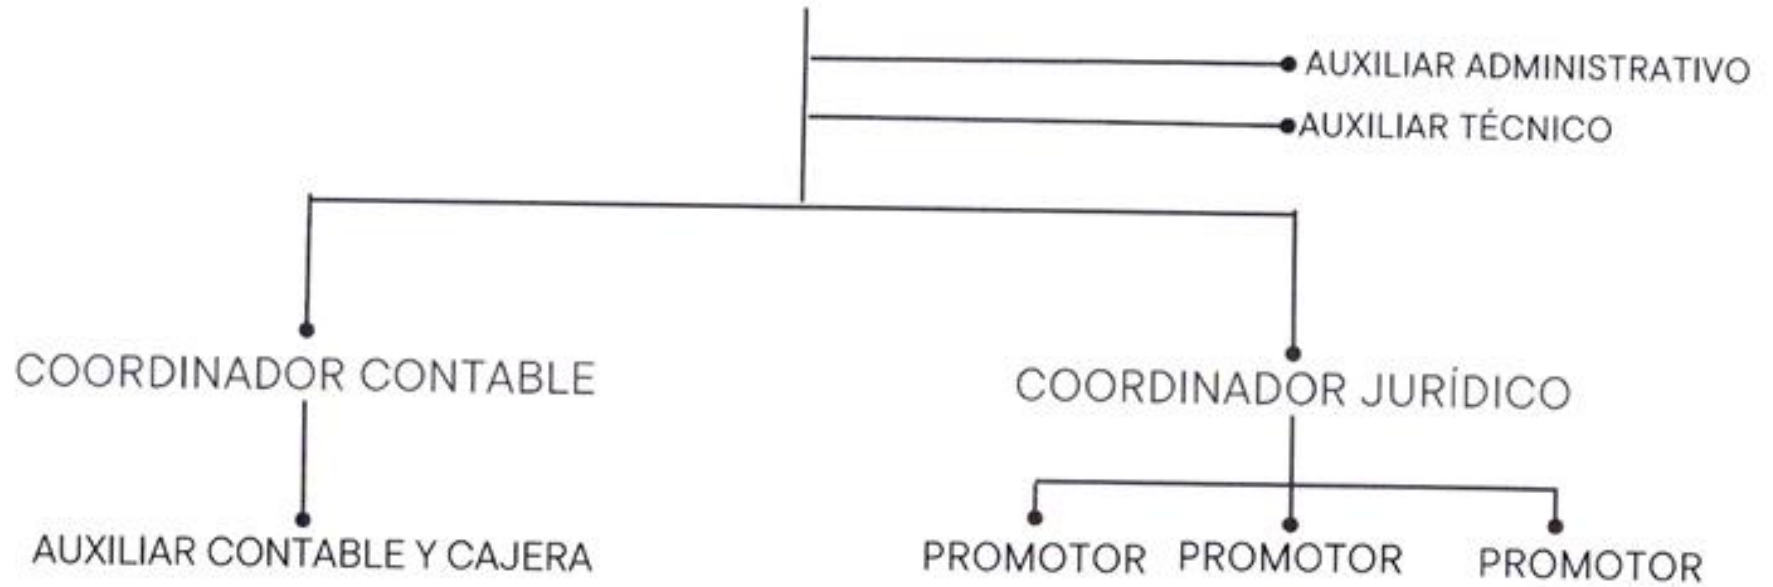 AUXILIAR ADMINISTRATIVO
AUXILIAR TÉCNICO
COORDINADOR CONTABLE
COORDINADOR JURÍDICO
AUXILIAR CONTABLE Y CAJERA
PROMOTOR PROMOTOR PROMOTOR